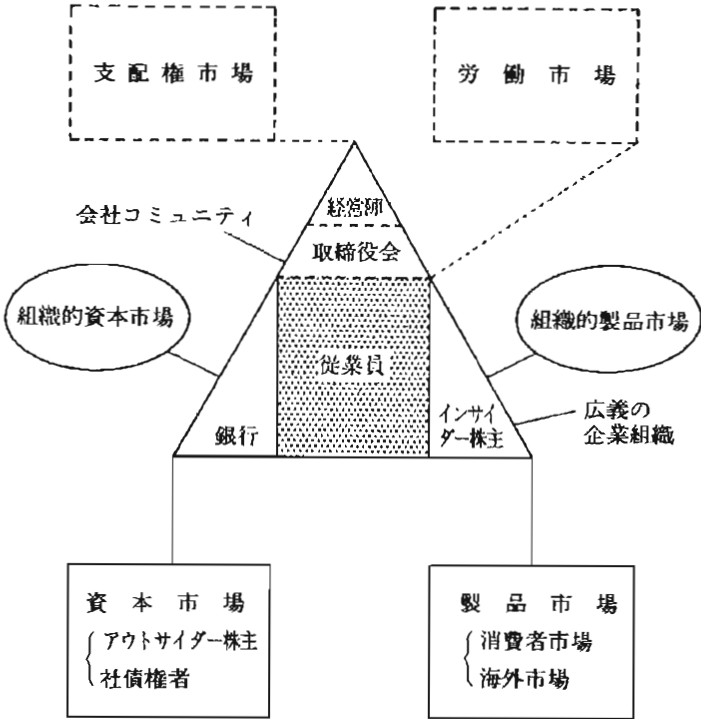 支配権市場
労働市場
経営陣
会社コミュニティ
取締役会
組織的資本市場
組織的製品市場
従業員
銀行
インサイ
ダー株主
広義の
企業組織
資本市場
アウトサイダー株主
社債権者
製品市場
消費者市場
海外市場